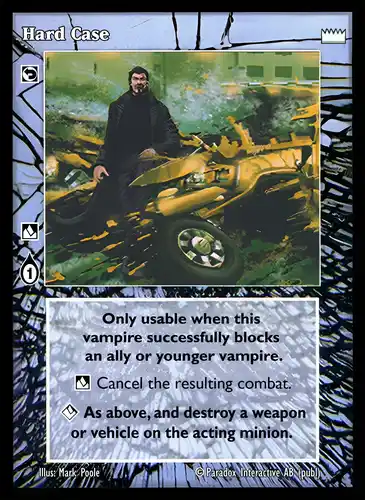 Hard Case
1
Only usable when this
vampire successfully blocks
an ally or younger vampire.
Cancel the resulting combat.
As above, and destroy a weapon
or vehicle on the acting minion.
Illus: Mark Poole
© Paradox Interactive AB (publ)